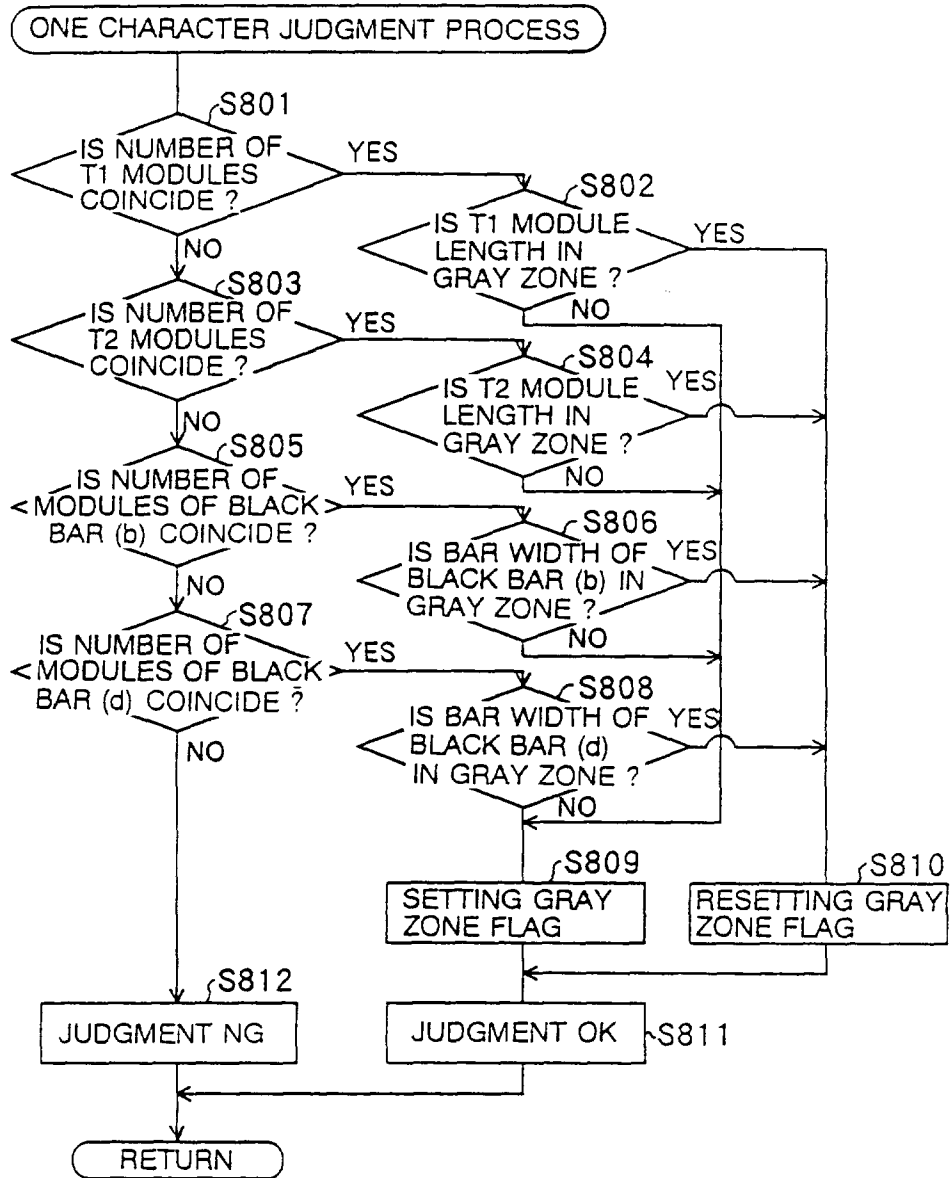 ONE CHARACTER JUDGMENT PROCESS
S801
IS NUMBER OF
T1 MODULES
COINCIDE ?
YES
NO
S802
IS T1 MODULE
LENGTH IN
GRAY ZONE ?
YES
NO
S803
IS NUMBER OF
T2 MODULES
COINCIDE ?
YES
NO
S804
IS T2 MODULE
LENGTH IN
GRAY ZONE ?
YES
NO
S805
IS NUMBER OF
MODULES OF BLACK
BAR (b) COINCIDE ?
YES
NO
S806
IS BAR WIDTH OF
BLACK BAR (b) IN
GRAY ZONE ?
YES
NO
S807
IS NUMBER OF
MODULES OF BLACK
BAR (d) COINCIDE ?
YES
NO
S808
IS BAR WIDTH OF
BLACK BAR (d)
IN GRAY ZONE ?
YES
NO
S809
SETTING GRAY
ZONE FLAG
S810
RESETTING GRAY
ZONE FLAG
S812
JUDGMENT NG
JUDGMENT OK
S811
RETURN